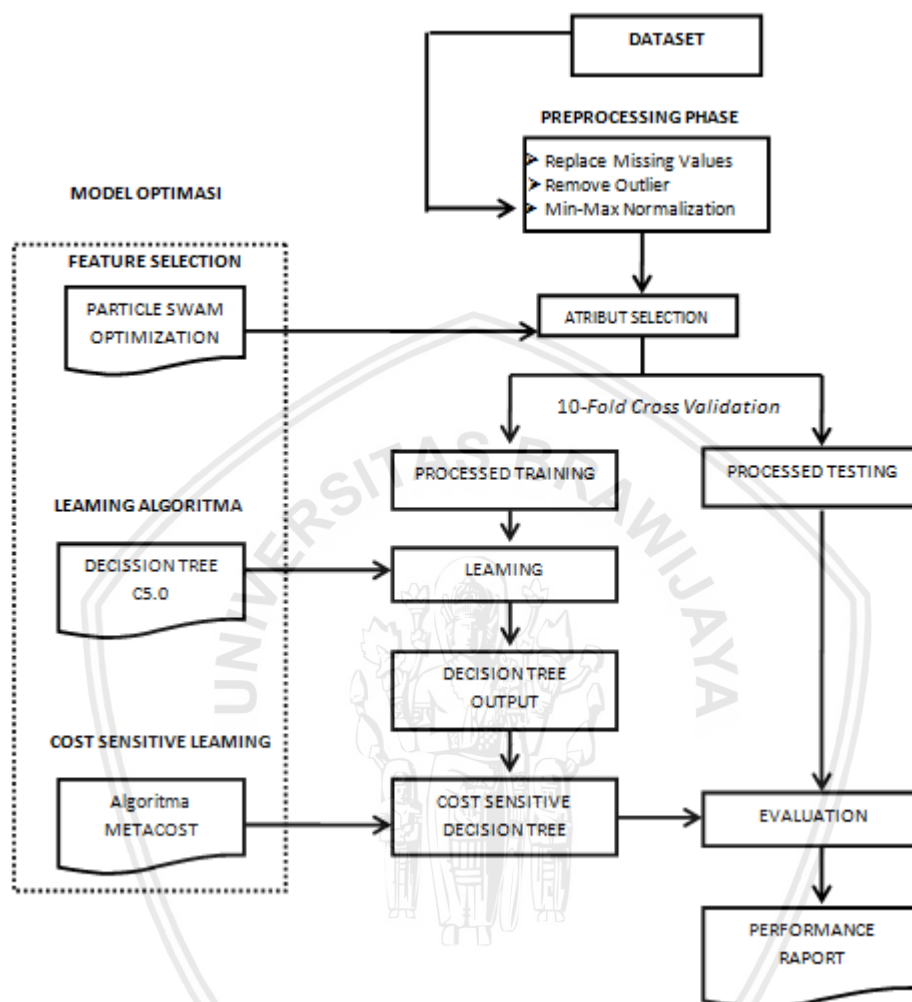 DATASET
PREPROCESSING PHASE
Replace Missing Values
Remove Outlier
Min-Max Normalization
MODEL OPTIMASI
FEATURE SELECTION
PARTICLE SWAM
OPTIMIZATION
ATRIBUT SELECTION
10-Fold Cross Validation
PROCESSED TRAINING
PROCESSED TESTING
LEAMING ALGORITMA
DECISSION TREE
C5.0
LEAMING
DECISION TREE
OUTPUT
COST SENSITIVE LEAMING
Algoritma
METACOST
COST SENSITIVE
DECISION TREE
EVALUATION
PERFORMANCE
RAPORT
UNIVERSITAS BRAWIJAYA